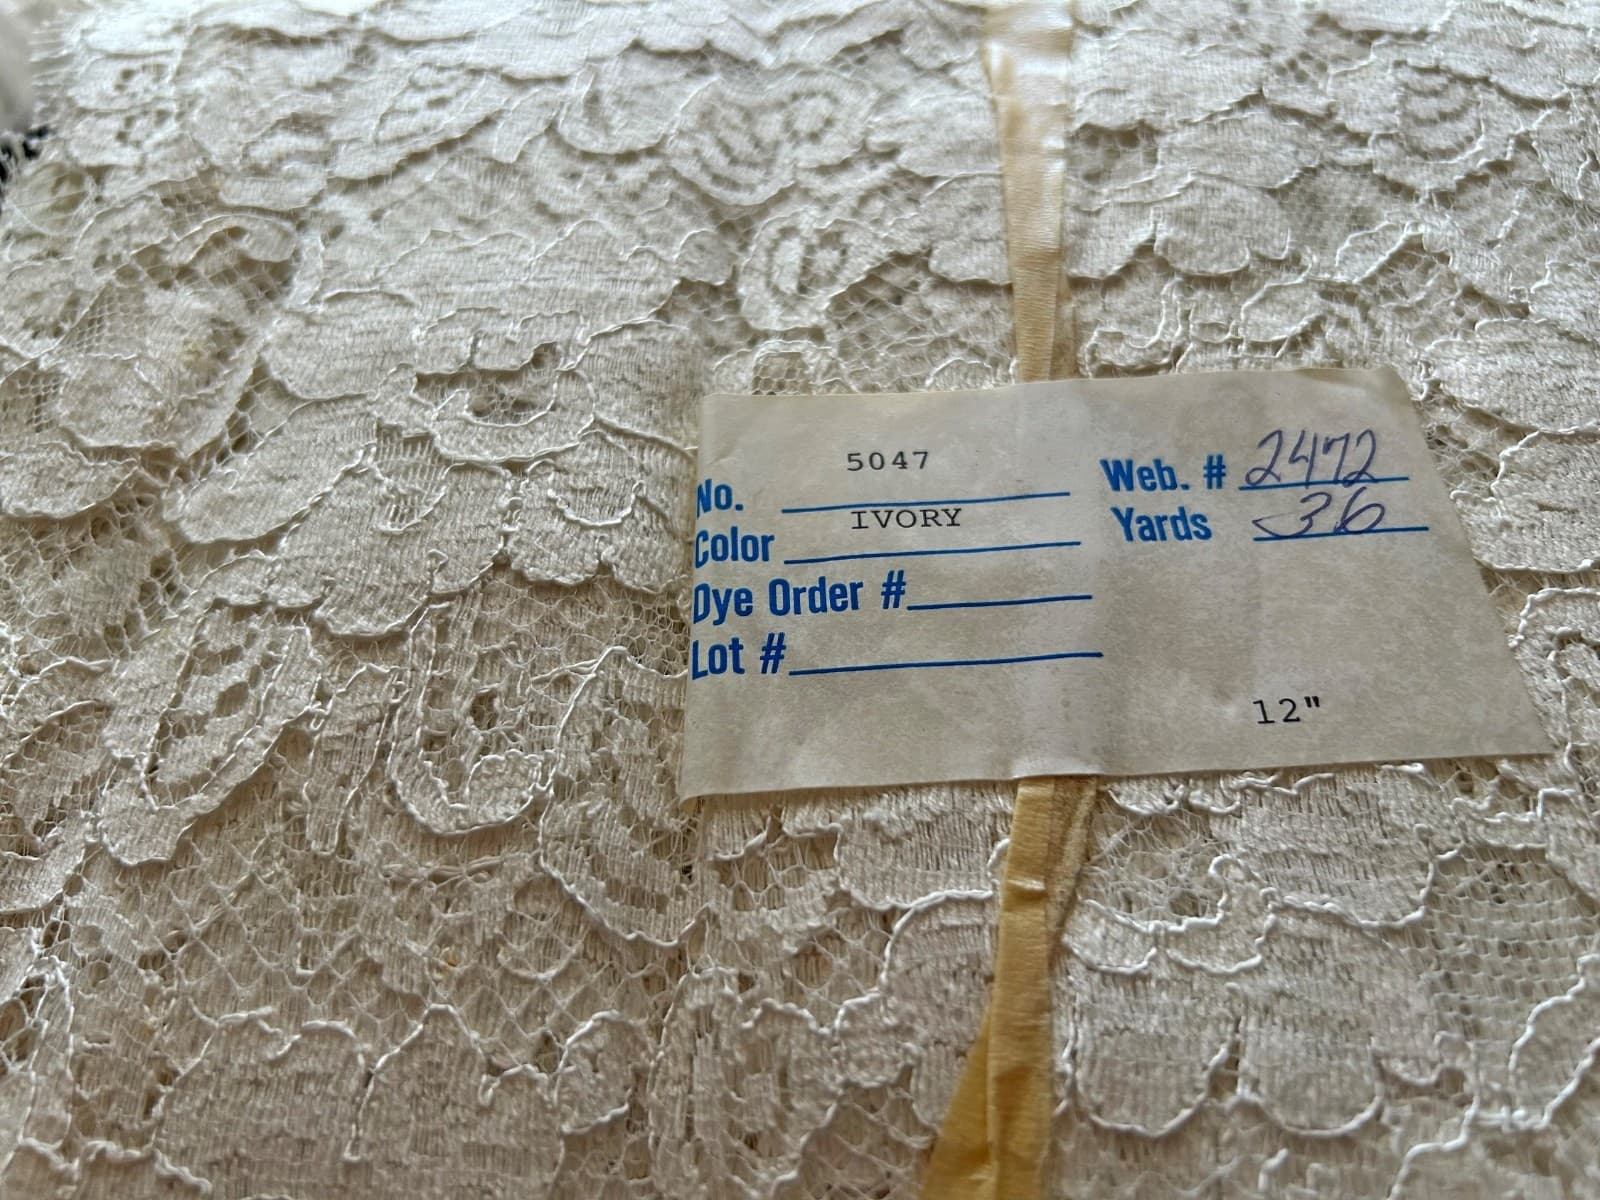 5047
No.
IVORY
Color
Dye Order #
Lot #
Web. # 2472
Yards 36
12"